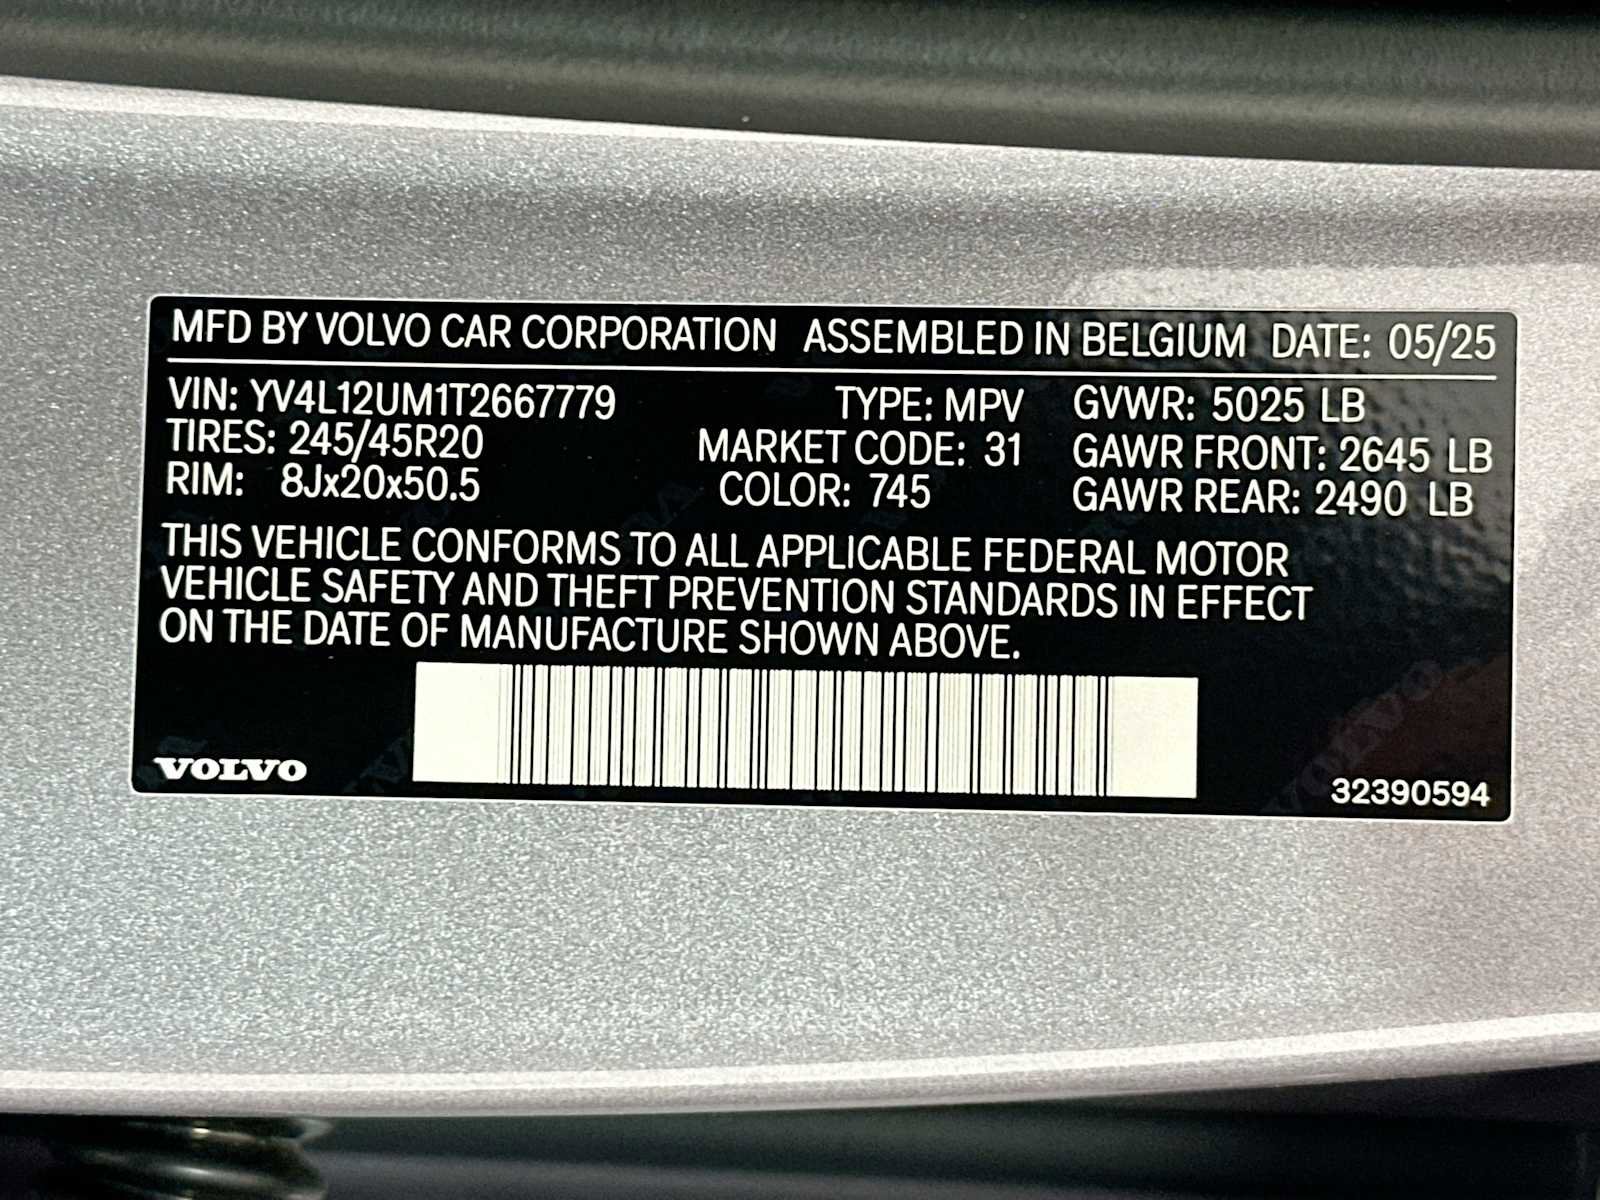 MFD BY VOLVO CAR CORPORATION ASSEMBLED IN BELGIUM DATE: 05/25
VIN: YV4L12UM1T2667779 TYPE: MPV GVWR: 5025 LB
TIRES: 245/45R20 MARKET CODE: 31 GAWR FRONT: 2645 LB
RIM: 8Jx20x50.5 COLOR: 745 GAWR REAR: 2490 LB
THIS VEHICLE CONFORMS TO ALL APPLICABLE FEDERAL MOTOR
VEHICLE SAFETY AND THEFT PREVENTION STANDARDS IN EFFECT
ON THE DATE OF MANUFACTURE SHOWN ABOVE.
VOLVO
32390594